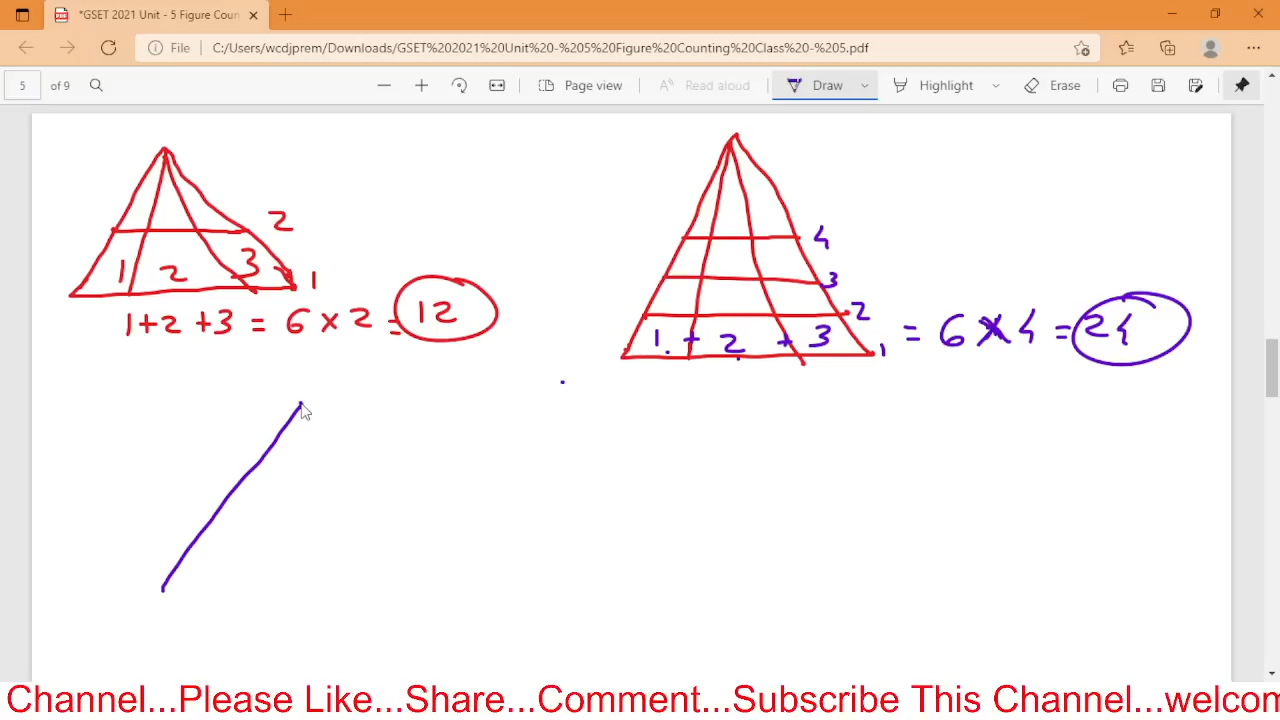 *GSET 2021 Unit - 5 Figure Coun
File C:/Users/wcdjprem/Downloads/GSET%202021%20Unit%20-%205%20Figure%20Counting%20Class%20-%205.pdf
5 of 9 Page view Read aloud Draw Highlight Erase
2
1 2 3 1
1+2+3 = 6×2 = 12
4
3
2
1 + 2 + 3 1 = 6×4 = 24
Channel...Please Like...Share...Comment...Subscribe This Channel...welcom